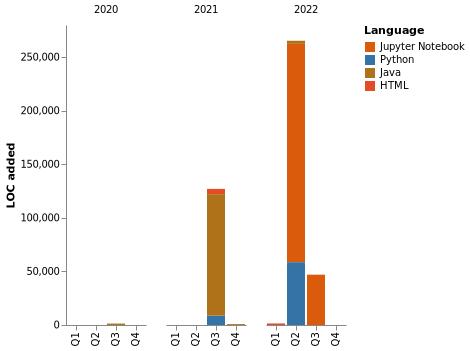 2020 2021 2022
Language
Jupyter Notebook
Python
Java
HTML
LOC added
250,000
200,000
150,000
100,000
50,000
0
Q1 Q2 Q3 Q4 Q1 Q2 Q3 Q4 Q1 Q2 Q3 Q4